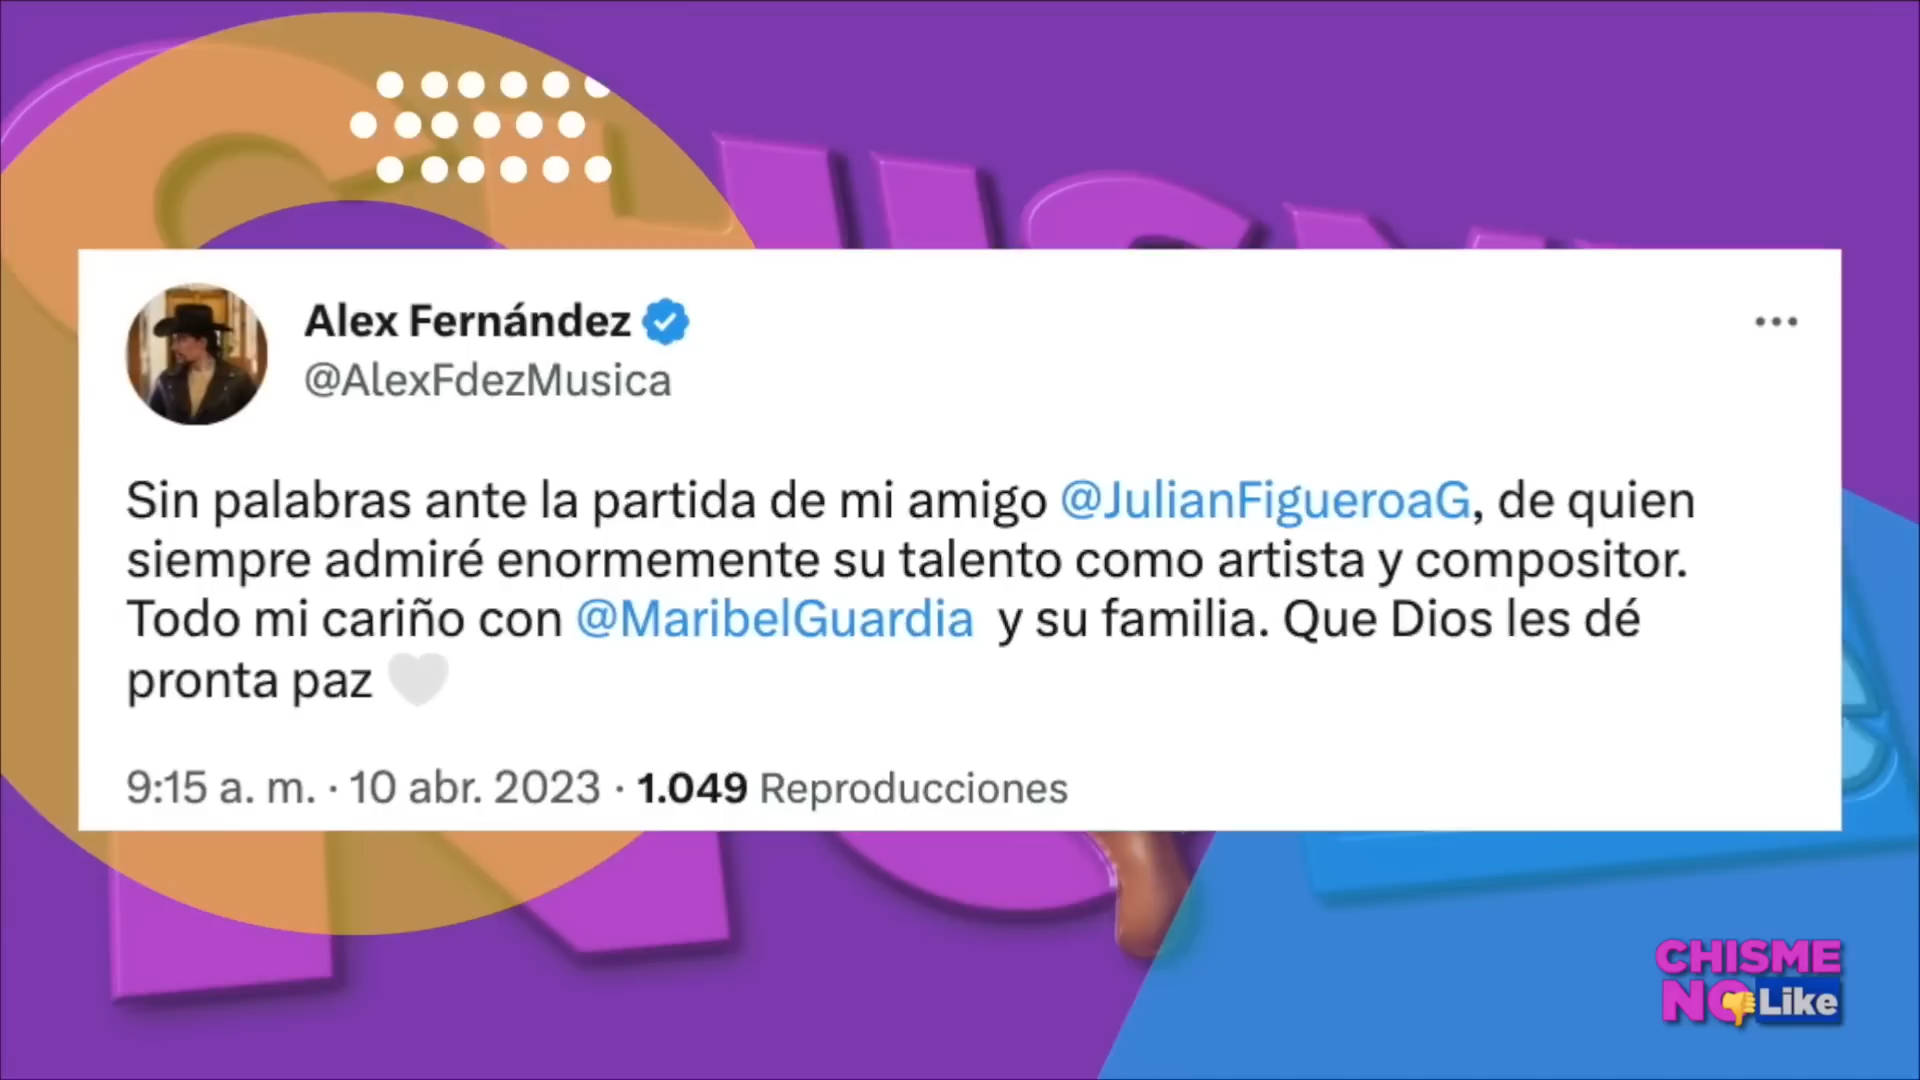 Alex Fernández
@AlexFdezMusica
Sin palabras ante la partida de mi amigo @JulianFigueroaG, de quien
siempre admiré enormemente su talento como artista y compositor.
Todo mi cariño con @MaribelGuardia y su familia. Que Dios les dé
pronta paz 🤍
9:15 a. m. · 10 abr. 2023 · 1.049 Reproducciones
CHISME
NO Like